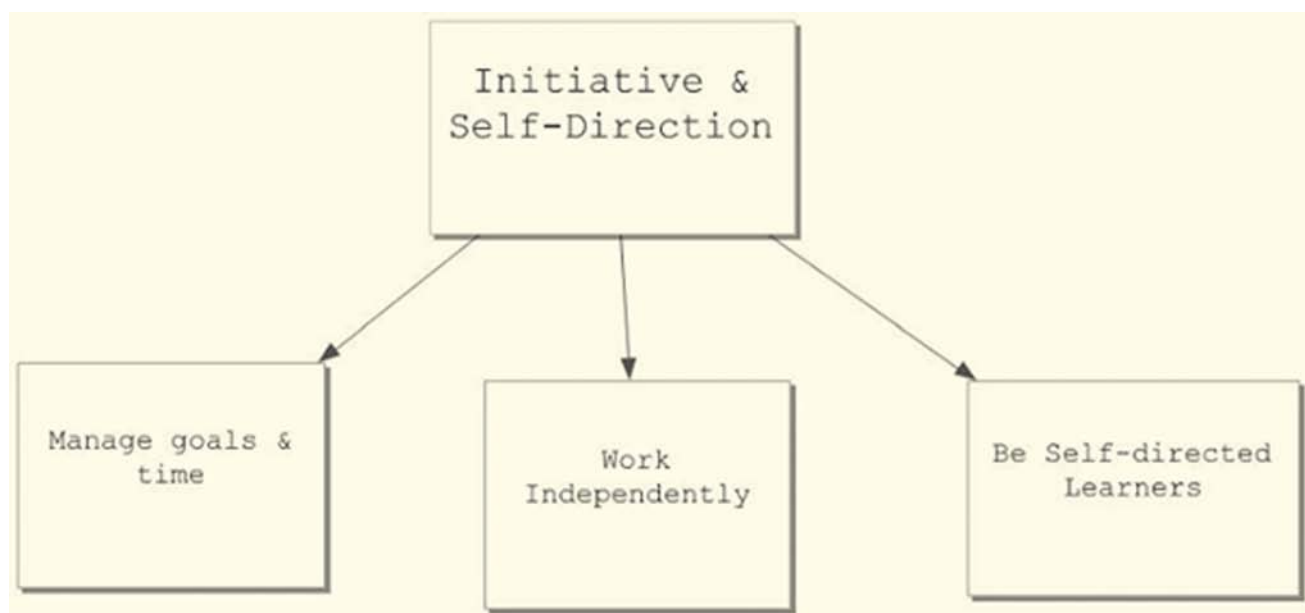 Initiative &
Self-Direction
Manage goals &
time
Work
Independently
Be Self-directed
Learners